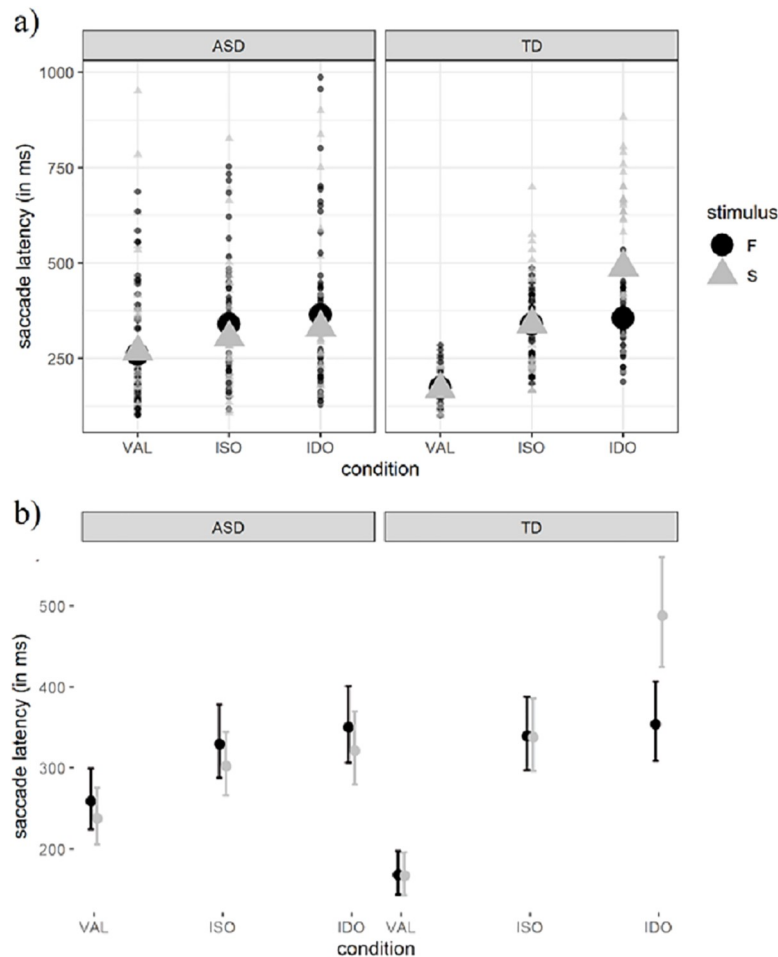 a)
ASD TD
1000
750
500
250
saccade latency (in ms)
VAL ISO IDO VAL ISO IDO
condition
stimulus
F
S
b)
ASD TD
500
400
300
200
saccade latency (in ms)
VAL ISO IDO VAL ISO IDO
condition